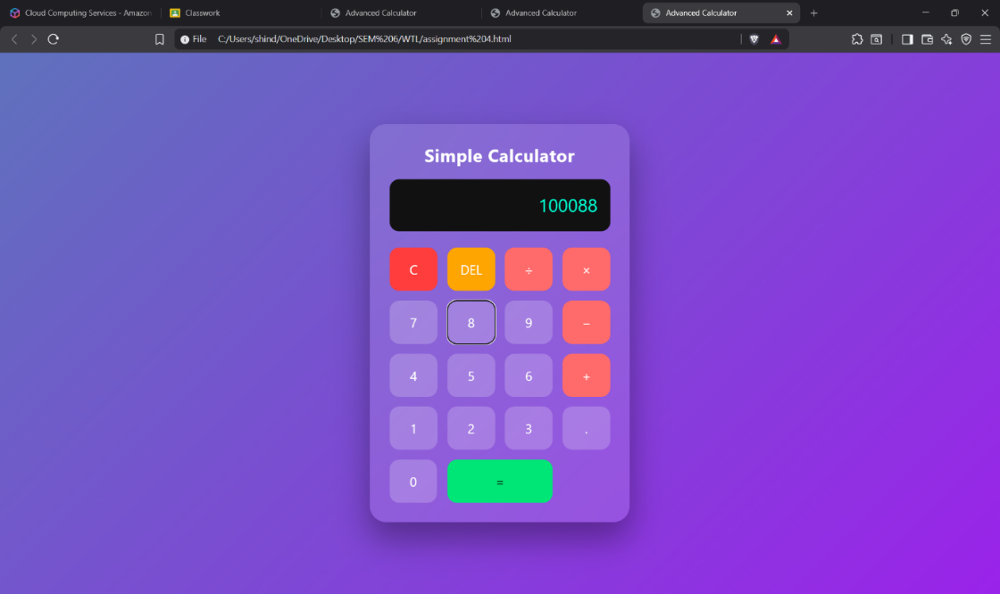 Cloud Computing Services - Amazon
Classwork
Advanced Calculator
Advanced Calculator
Advanced Calculator
File C:/Users/shind/OneDrive/Desktop/SEM%206/WTL/assignment%204.html
Simple Calculator
100088
C DEL ÷ ×
7 8 9 −
4 5 6 +
1 2 3 .
0 =